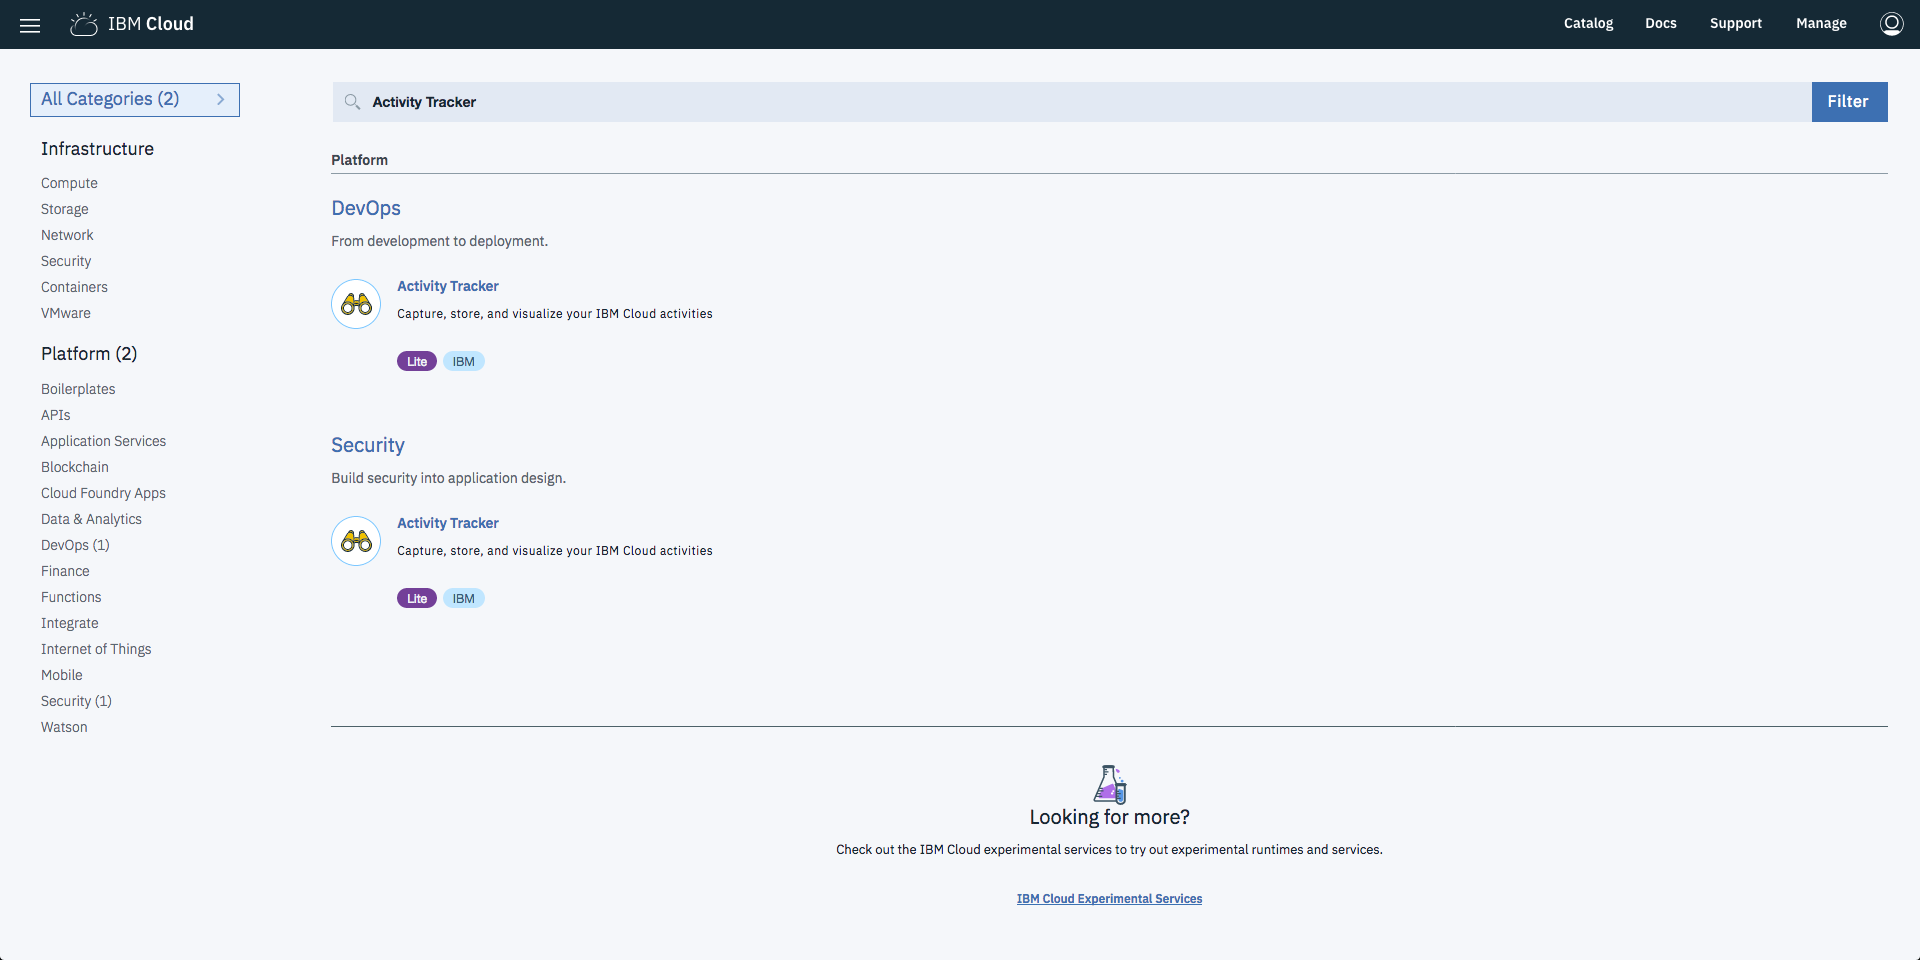 IBM Cloud
Catalog
Docs
Support
Manage
All Categories (2)
Infrastructure
Compute
Storage
Network
Security
Containers
VMware
Platform (2)
Boilerplates
APIs
Application Services
Blockchain
Cloud Foundry Apps
Data & Analytics
DevOps (1)
Finance
Functions
Integrate
Internet of Things
Mobile
Security (1)
Watson
Activity Tracker
Filter
Platform
DevOps
From development to deployment.
Activity Tracker
Capture, store, and visualize your IBM Cloud activities
Lite IBM
Security
Build security into application design.
Activity Tracker
Capture, store, and visualize your IBM Cloud activities
Lite IBM
Looking for more?
Check out the IBM Cloud experimental services to try out experimental runtimes and services.
IBM Cloud Experimental Services